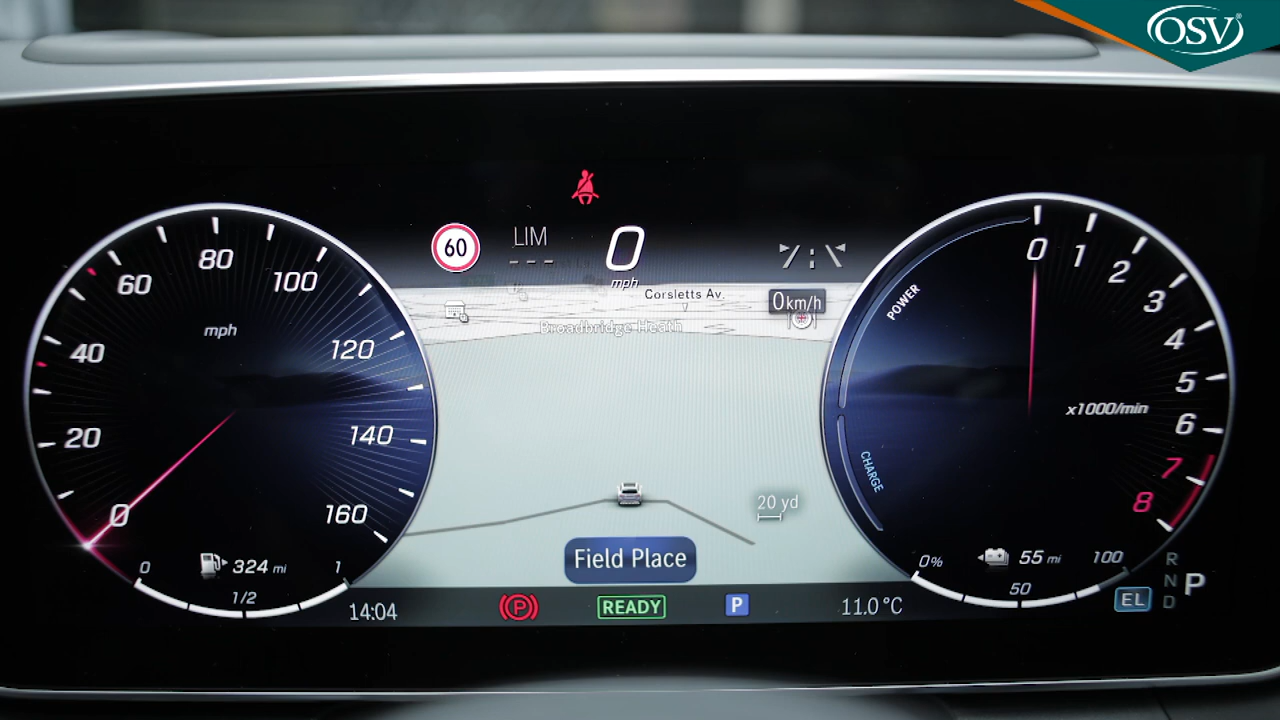 OSV®
60
LIM
---
0
mph
Corsletts Av.
0km/h
Broadbridge Heath
20 yd
Field Place
80
60
100
mph
40
120
20
140
0
160
0
324 mi
1
1/2
14:04
P
READY
P
11.0 °C
0
1
2
3
4
5
6
7
8
POWER
x1000/min
CHARGE
0%
55 mi
100
50
EL
R
N
D
P